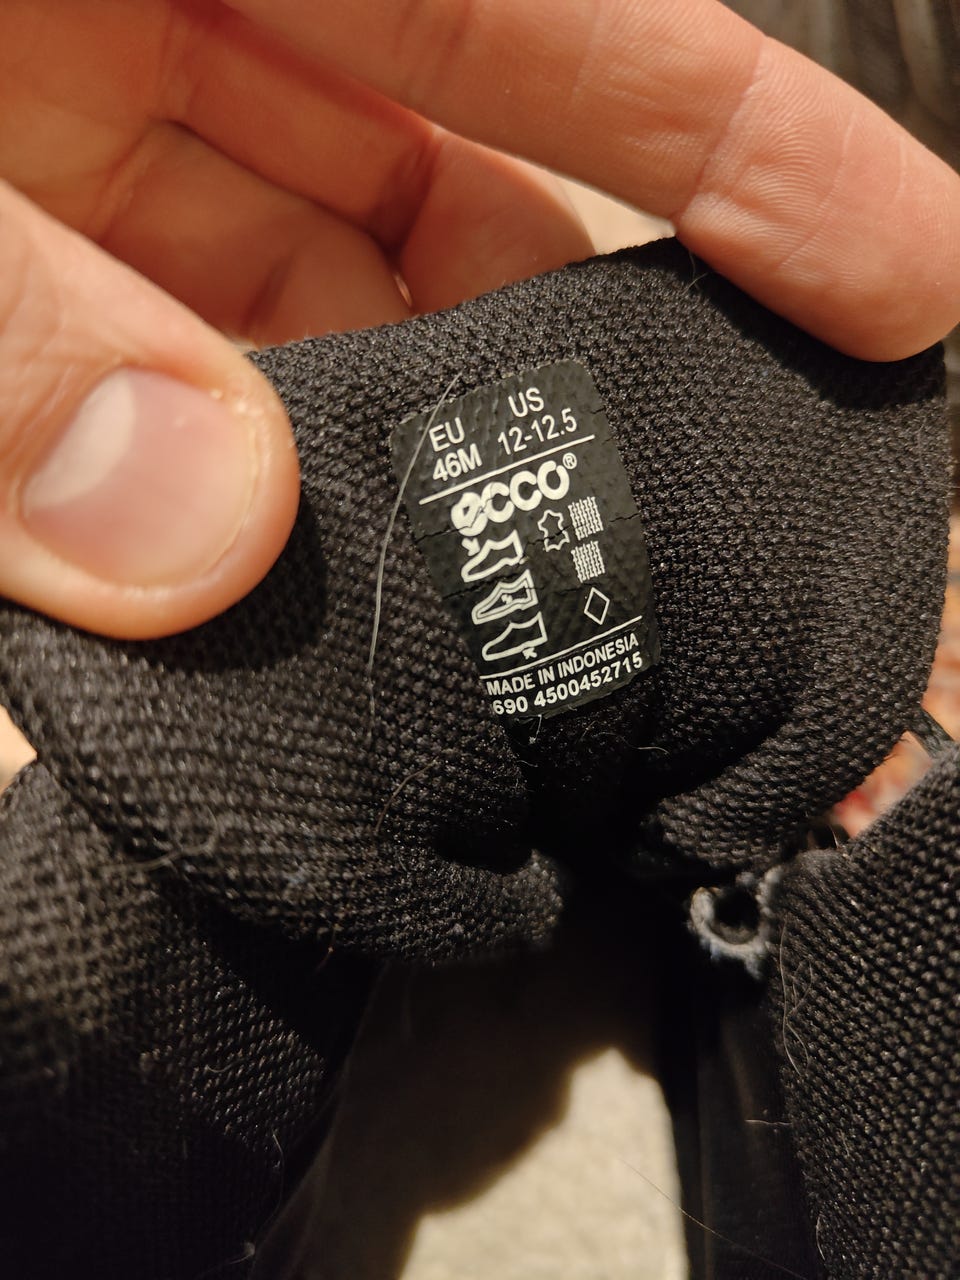 EU US
46M 12-12.5
ecco®
MADE IN INDONESIA
690 4500452715